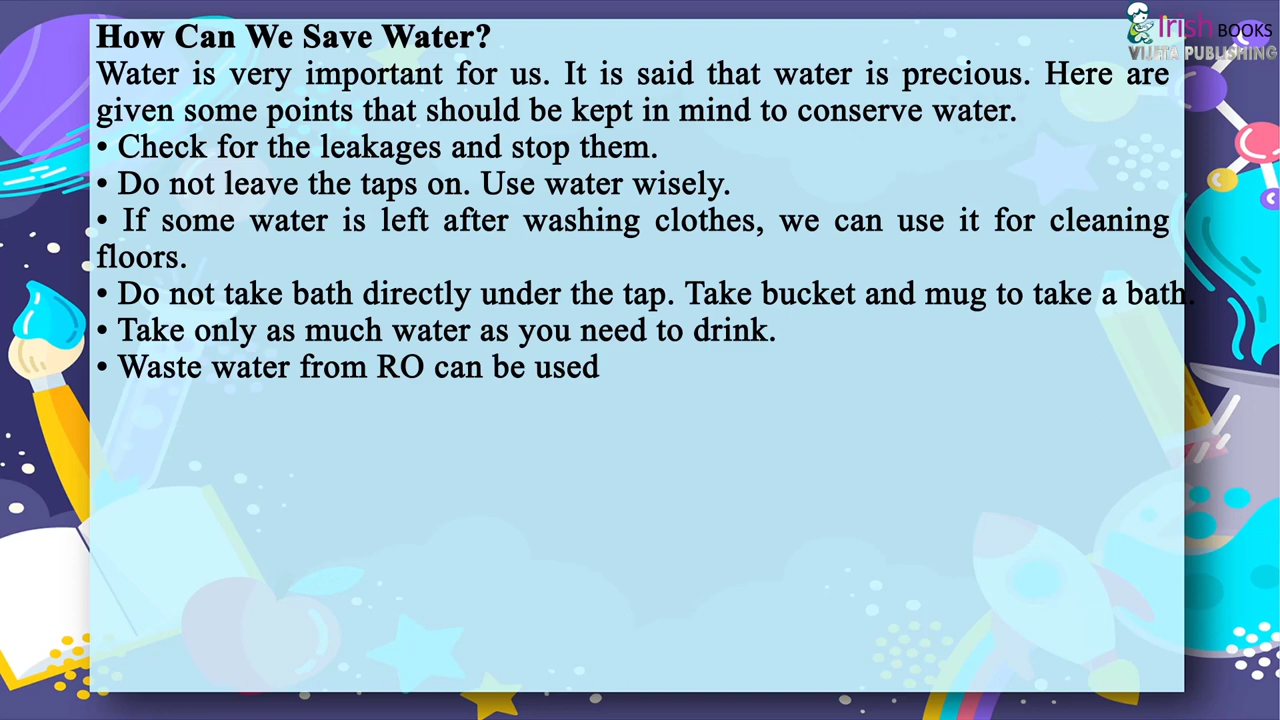 Irish BOOKS
VIJETA PUBLISHING
How Can We Save Water?
Water is very important for us. It is said that water is precious. Here are
given some points that should be kept in mind to conserve water.
• Check for the leakages and stop them.
• Do not leave the taps on. Use water wisely.
• If some water is left after washing clothes, we can use it for cleaning
floors.
• Do not take bath directly under the tap. Take bucket and mug to take a bath.
• Take only as much water as you need to drink.
• Waste water from RO can be used